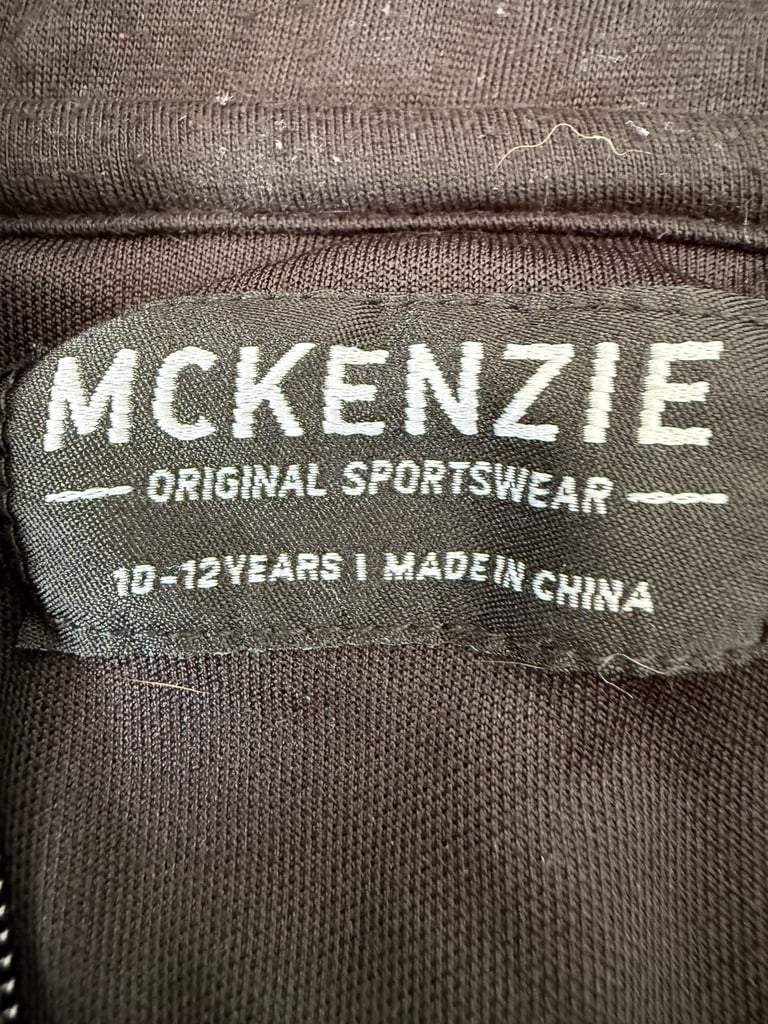 MCKENZIE
ORIGINAL SPORTSWEAR
10-12YEARS | MADE IN CHINA